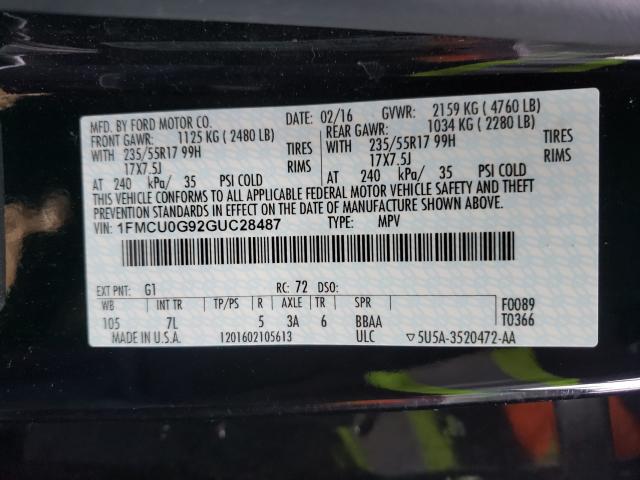 MFD. BY FORD MOTOR CO. DATE: 02/16 GVWR: 2159 KG ( 4760 LB)
FRONT GAWR: 1125 KG ( 2480 LB) REAR GAWR: 1034 KG ( 2280 LB)
WITH 235/55R17 99H TIRES WITH 235/55R17 99H TIRES
17X7.5J RIMS 17X7.5J RIMS
AT 240 kPa/ 35 PSI COLD AT 240 kPa/ 35 PSI COLD
THIS VEHICLE CONFORMS TO ALL APPLICABLE FEDERAL MOTOR VEHICLE SAFETY AND THEFT
PREVENTION STANDARDS IN EFFECT ON THE DATE OF MANUFACTURE SHOWN ABOVE.
VIN: 1FMCU0G92GUC28487 TYPE: MPV
EXT PNT: G1 RC: 72 DSO:
WB INT TR TP/PS R AXLE TR SPR F0089
105 7L 5 3A 6 BBAA T0366
MADE IN U.S.A. 1201602105613 ULC ▽5U5A-3520472-AA